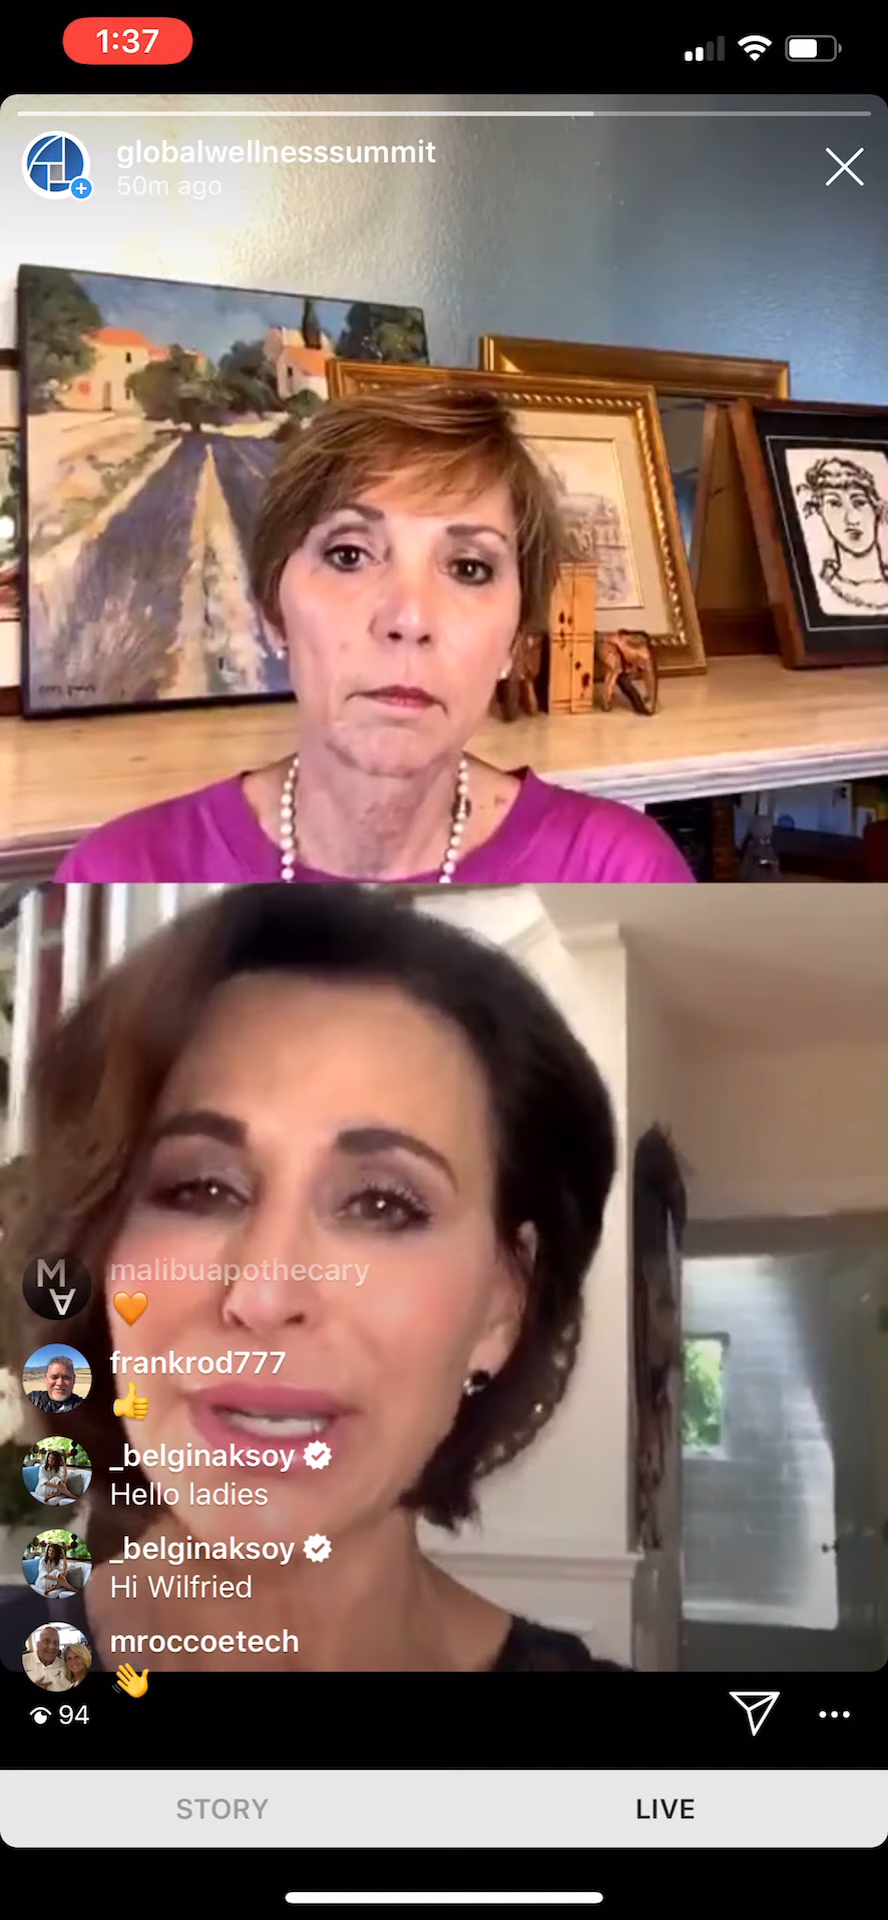 1:37
globalwellnesssummit
50m ago
malibuapothecary
frankrod777
_belginaksoy
Hello ladies
_belginaksoy
Hi Wilfried
mroccoetech
94
STORY
LIVE